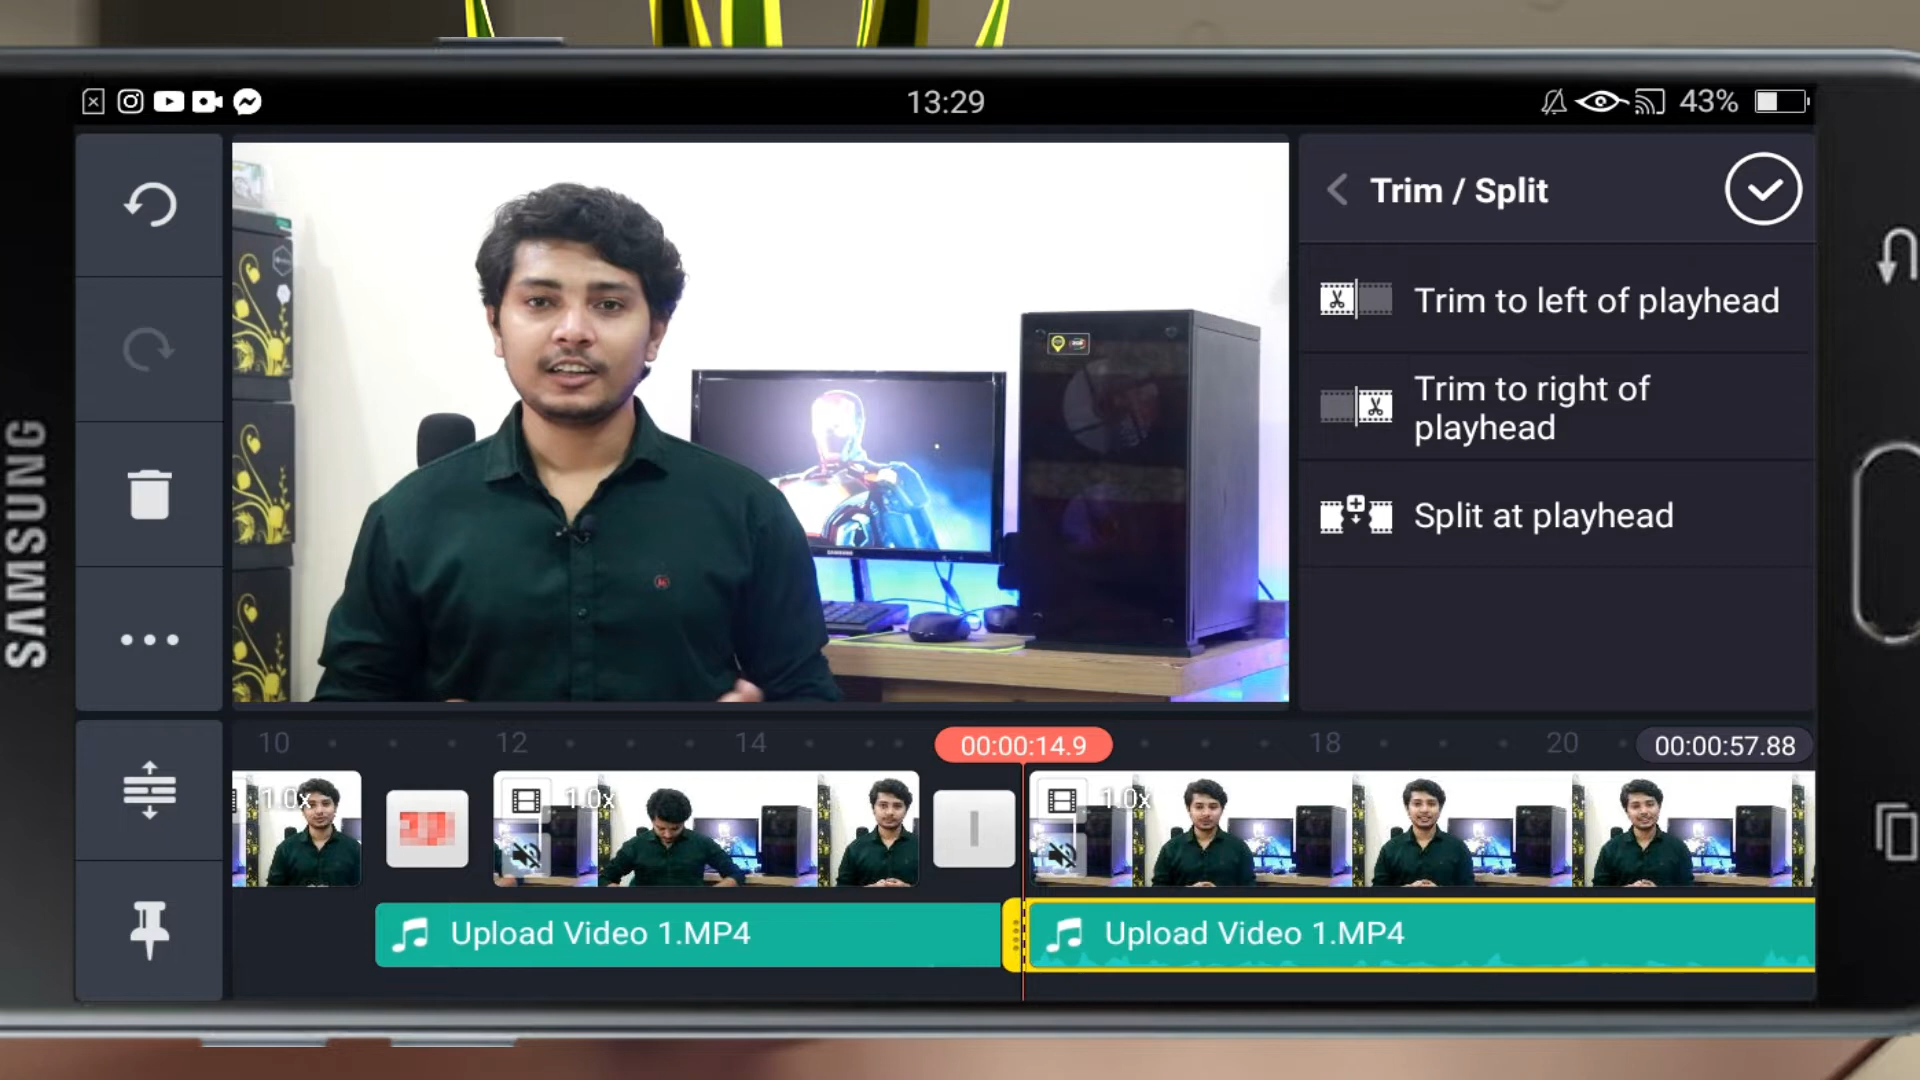 13:29
43%
SAMSUNG
Trim / Split
Trim to left of playhead
Trim to right of
playhead
Split at playhead
SAMSUNG
10
12
14
00:00:14.9
18
20
00:00:57.88
1.0x
1.0x
1.0x
Upload Video 1.MP4
Upload Video 1.MP4